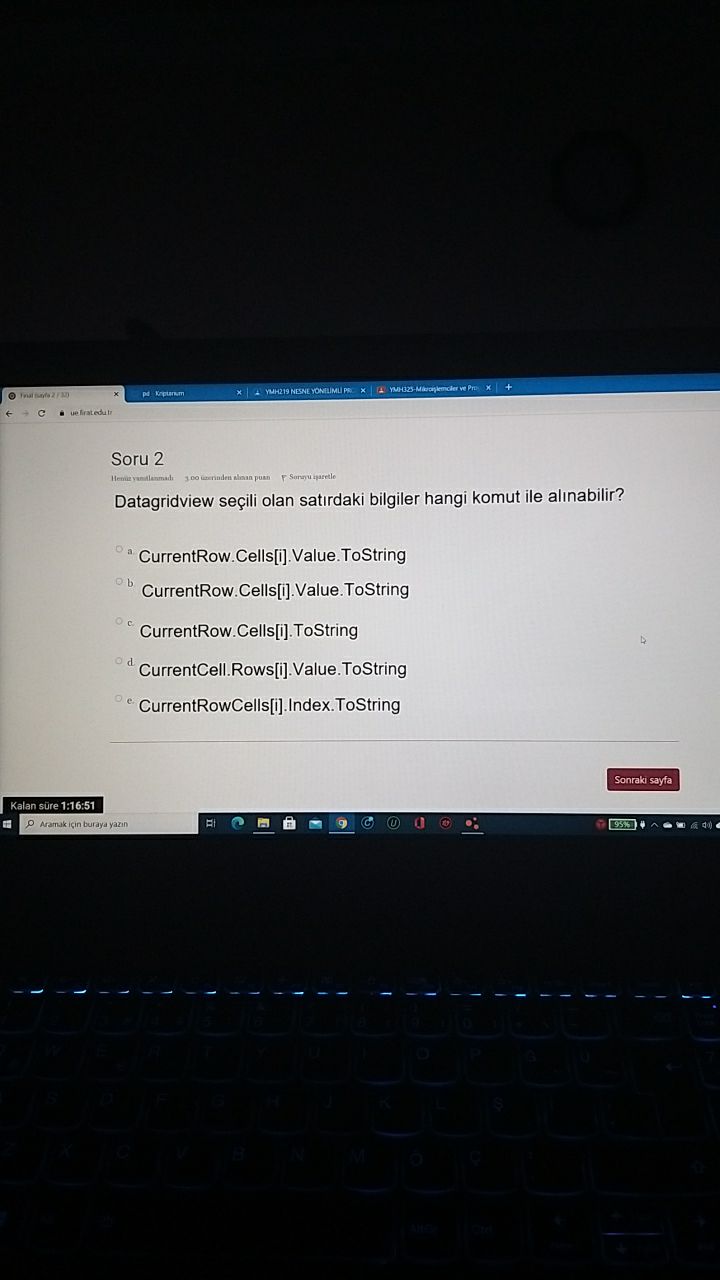 Final (sayfa 2 / 32)
pd Kriptanum
YMH219 NESNE YÖNELİMLİ PR
YMH325-Mikroişlemciler ve Pro
ue.firat.edu.tr
Soru 2
Henüz yanıtlanmadı 3,00 üzerinden alınan puan Soruyu işaretle
Datagridview seçili olan satırdaki bilgiler hangi komut ile alınabilir?
a. CurrentRow.Cells[i].Value.ToString
b. CurrentRow.Cells[i].Value.ToString
c. CurrentRow.Cells[i].ToString
d. CurrentCell.Rows[i].Value.ToString
e. CurrentRowCells[i].Index.ToString
Sonraki sayfa
Kalan süre 1:16:51
Aramak için buraya yazın
95%